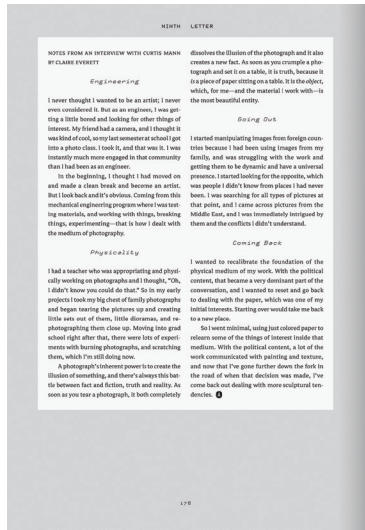 NINTH LETTER
NOTES FROM AN INTERVIEW WITH CURTIS MANN
BY CLAIRE EVERETT
Engineering
I never thought I wanted to be an artist; I never
even considered it. But as an engineer, I was get-
ting a little bored and looking for other things of
interest. My friend had a camera, and I thought it
was kind of cool, so my last semester at school I got
into a photo class. I took it, and that was it. I was
instantly much more engaged in that community
than I had been as an engineer.
In the beginning, I thought I had moved on
and made a clean break and become an artist.
But I look back and it's obvious. Coming from this
mechanical engineering program where I was test-
ing materials, and working with things, breaking
things, experimenting—that is how I dealt with
the medium of photography.
Physicality
I had a teacher who was appropriating and physi-
cally working on photographs and I thought, "Oh,
I didn't know you could do that." So in my early
projects I took my big chest of family photographs
and began tearing the pictures up and creating
little sets out of them, little dioramas, and re-
photographing them close up. Moving into grad
school right after that, there were lots of experi-
ments with burning photographs, and scratching
them, which I'm still doing now.
A photograph's inherent power is to create the
illusion of something, and there's always this bat-
tle between fact and fiction, truth and reality. As
soon as you tear a photograph, it both completely
dissolves the illusion of the photograph and it also
creates a new fact. As soon as you crumple a pho-
tograph and set it on a table, it is truth, because it
is a piece of paper sitting on a table. It is the object,
which, for me—and the material I work with—is
the most beautiful entity.
Going Out
I started manipulating images from foreign coun-
tries because I had been using images from my
family, and was struggling with the work and
getting them to be dynamic and have a universal
presence. I started looking for the opposite, which
was people I didn't know from places I had never
been. I was searching for all types of pictures at
that point, and I came across pictures from the
Middle East, and I was immediately intrigued by
them and the conflicts I didn't understand.
Coming Back
I wanted to recalibrate the foundation of the
physical medium of my work. With the political
content, that became a very dominant part of the
conversation, and I wanted to reset and go back
to dealing with the paper, which was one of my
initial interests. Starting over would take me back
to a new place.
So I went minimal, using just colored paper to
relearn some of the things of interest inside that
medium. With the political content, a lot of the
work communicated with painting and texture,
and now that I've gone further down the fork in
the road of when that decision was made, I've
come back out dealing with more sculptural ten-
dencies.
176